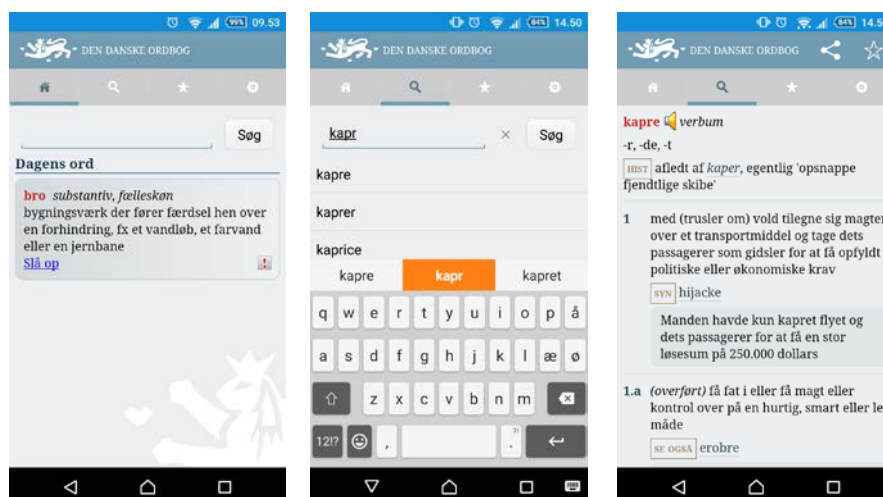 99% 09.53
DEN DANSKE ORDBOG
Søg
Dagens ord
bro substantiv, fælleskøn
bygningsværk der fører færdsel hen over
en forhindring, fx et vandløb, et farvand
eller en jernbane
Slå op
84% 14.50
DEN DANSKE ORDBOG
kapr × Søg
kapre
kaprer
kaprice
kapre kapr kapret
q w e r t y u i o p å
a s d f g h j k l æ ø
z x c v b n m
12!? , .
84% 14.5
DEN DANSKE ORDBOG
kapre verbum
-r, -de, -t
HIST afledt af kaper, egentlig 'opsnappe
fjendtlige skibe'
1 med (trusler om) vold tilegne sig magten
over et transportmiddel og tage dets
passagerer som gidsler for at få opfyldt
politiske eller økonomiske krav
SYN hijacke
Manden havde kun kapret flyet og
dets passagerer for at få en stor
løsesum på 250.000 dollars
1.a (overført) få fat i eller få magt eller
kontrol over på en hurtig, smart eller le
måde
SE OGSÅ erobre